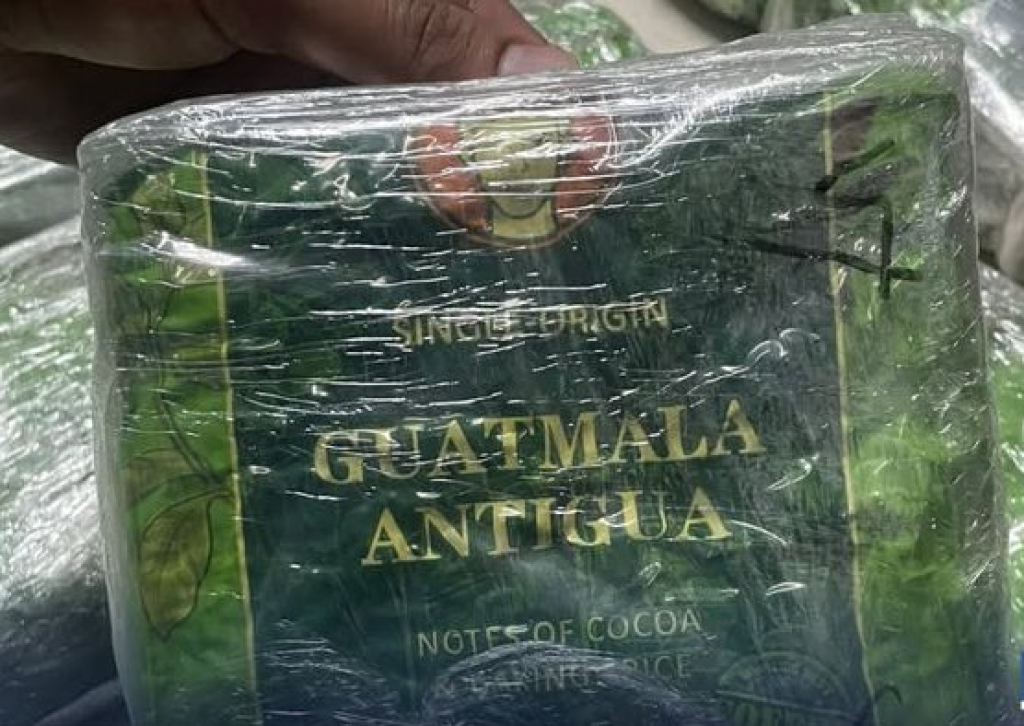 SINGLE-ORIGIN
GUATMALA
ANTIGUA
NOTES OF COCOA
&